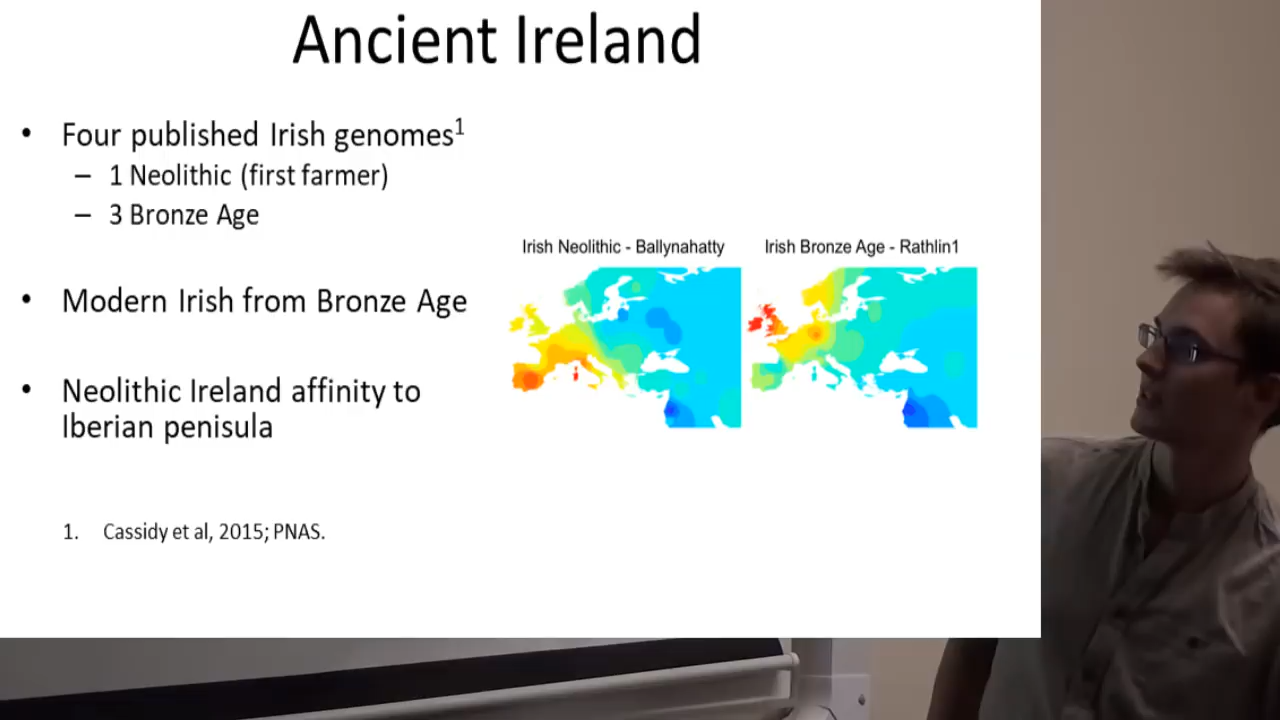 Ancient Ireland
• Four published Irish genomes1
– 1 Neolithic (first farmer)
– 3 Bronze Age
• Modern Irish from Bronze Age
• Neolithic Ireland affinity to
Iberian penisula
Irish Neolithic - Ballynahatty
Irish Bronze Age - Rathlin1
1. Cassidy et al, 2015; PNAS.